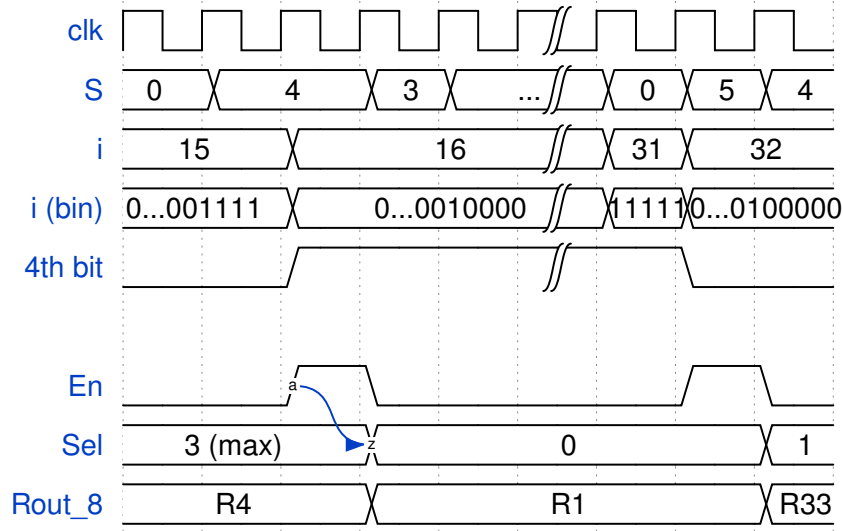 clk
S 0 4 3 ... 0 5 4
i 15 16 31 32
i (bin) 0...001111 0...0010000 11111 0...0100000
4th bit
En a
Sel 3 (max) z 0 1
Rout_8 R4 R1 R33